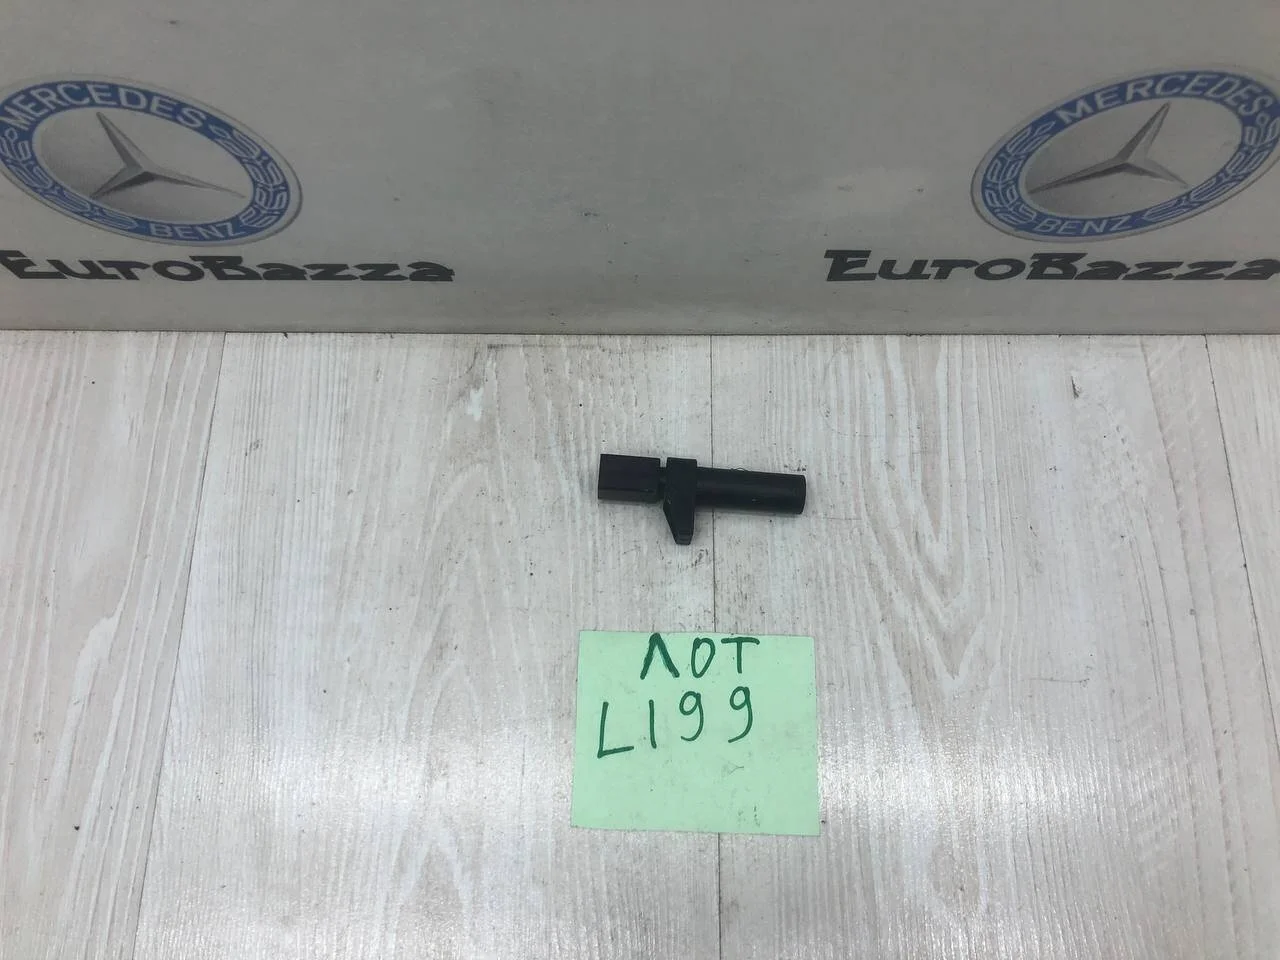 MERCEDES
BENZ
EuroBazza
MERCEDES
BENZ
EuroBazza
ЛОТ
L199